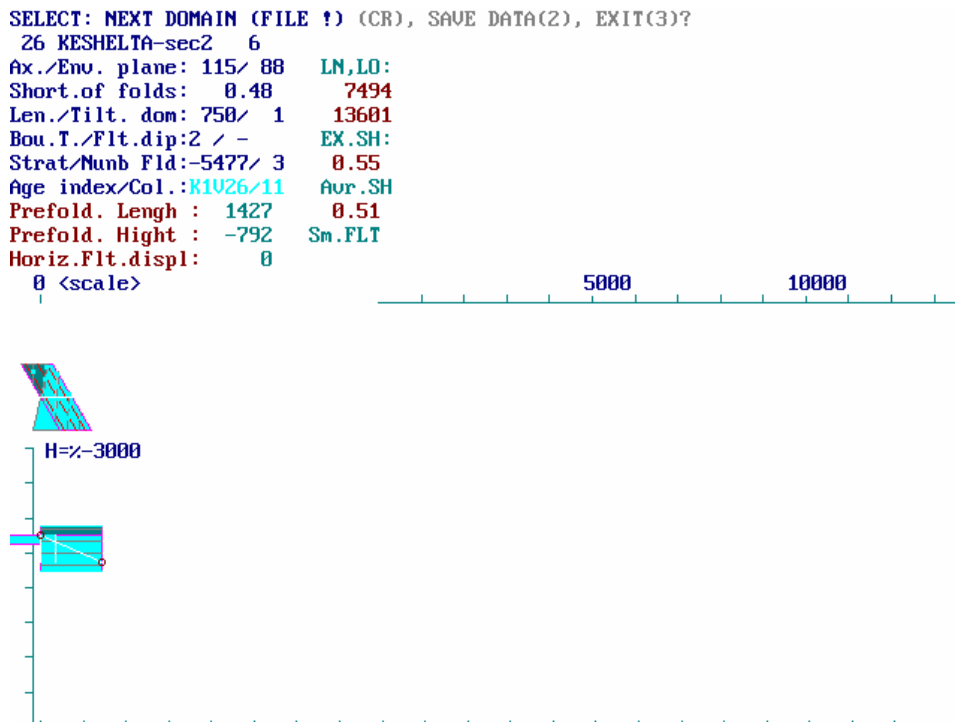 SELECT: NEXT DOMAIN (FILE !) (CR), SAVE DATA(2), EXIT(3)?
26 KESHELTA-sec2 6
Ax./Env. plane: 115/ 88 LN,LO:
Short.of folds: 0.48 7494
Len./Tilt. dom: 750/ 1 13601
Bou.T./Flt.dip:2 / - EX.SH:
Strat/Nunb Fld:-5477/ 3 0.55
Age index/Col.:K1V26/11 Avr.SH
Prefold. Lengh : 1427 0.51
Prefold. Hight : -792 Sm.FLT
Horiz.Flt.displ: 0
0 <scale> 5000 10000
H=%-3000